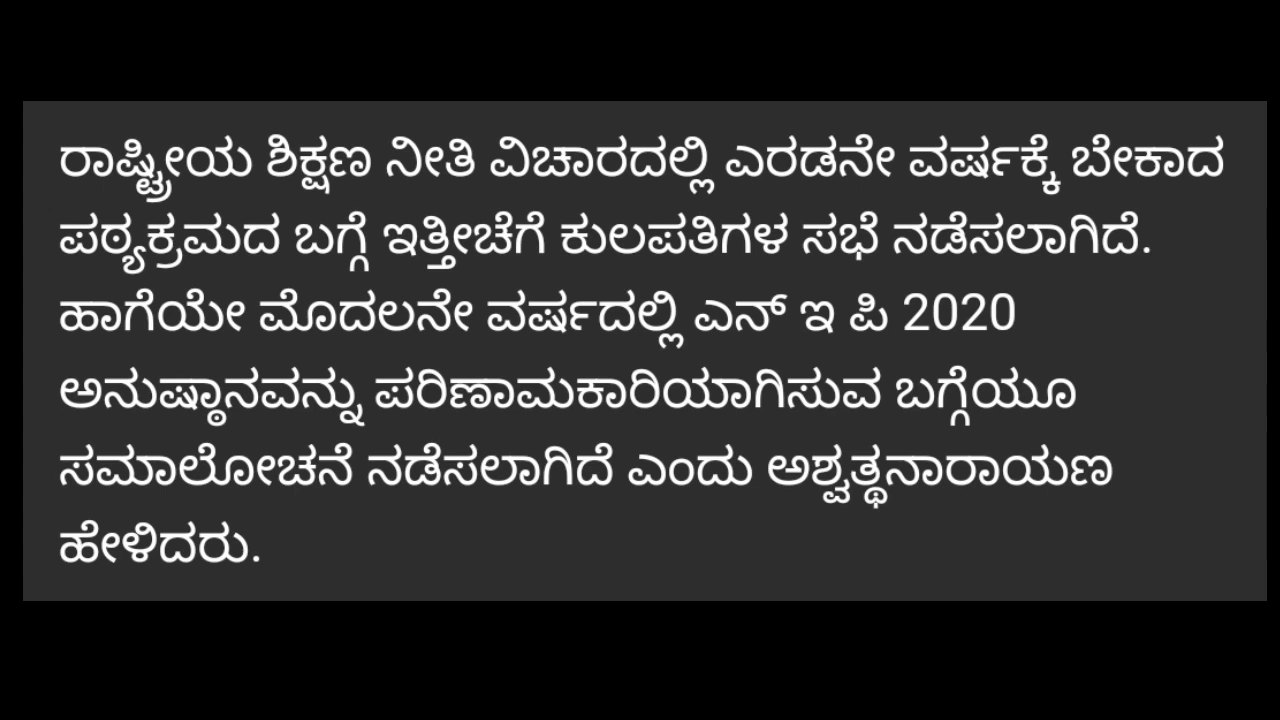 ರಾಷ್ಟ್ರೀಯ ಶಿಕ್ಷಣ ನೀತಿ ವಿಚಾರದಲ್ಲಿ ಎರಡನೇ ವರ್ಷಕ್ಕೆ ಬೇಕಾದ
ಪಠ್ಯಕ್ರಮದ ಬಗ್ಗೆ ಇತ್ತೀಚೆಗೆ ಕುಲಪತಿಗಳ ಸಭೆ ನಡೆಸಲಾಗಿದೆ.
ಹಾಗೆಯೇ ಮೊದಲನೇ ವರ್ಷದಲ್ಲಿ ಎನ್ ಇ ಪಿ 2020
ಅನುಷ್ಠಾನವನ್ನು ಪರಿಣಾಮಕಾರಿಯಾಗಿಸುವ ಬಗ್ಗೆಯೂ
ಸಮಾಲೋಚನೆ ನಡೆಸಲಾಗಿದೆ ಎಂದು ಅಶ್ವತ್ಥನಾರಾಯಣ
ಹೇಳಿದರು.